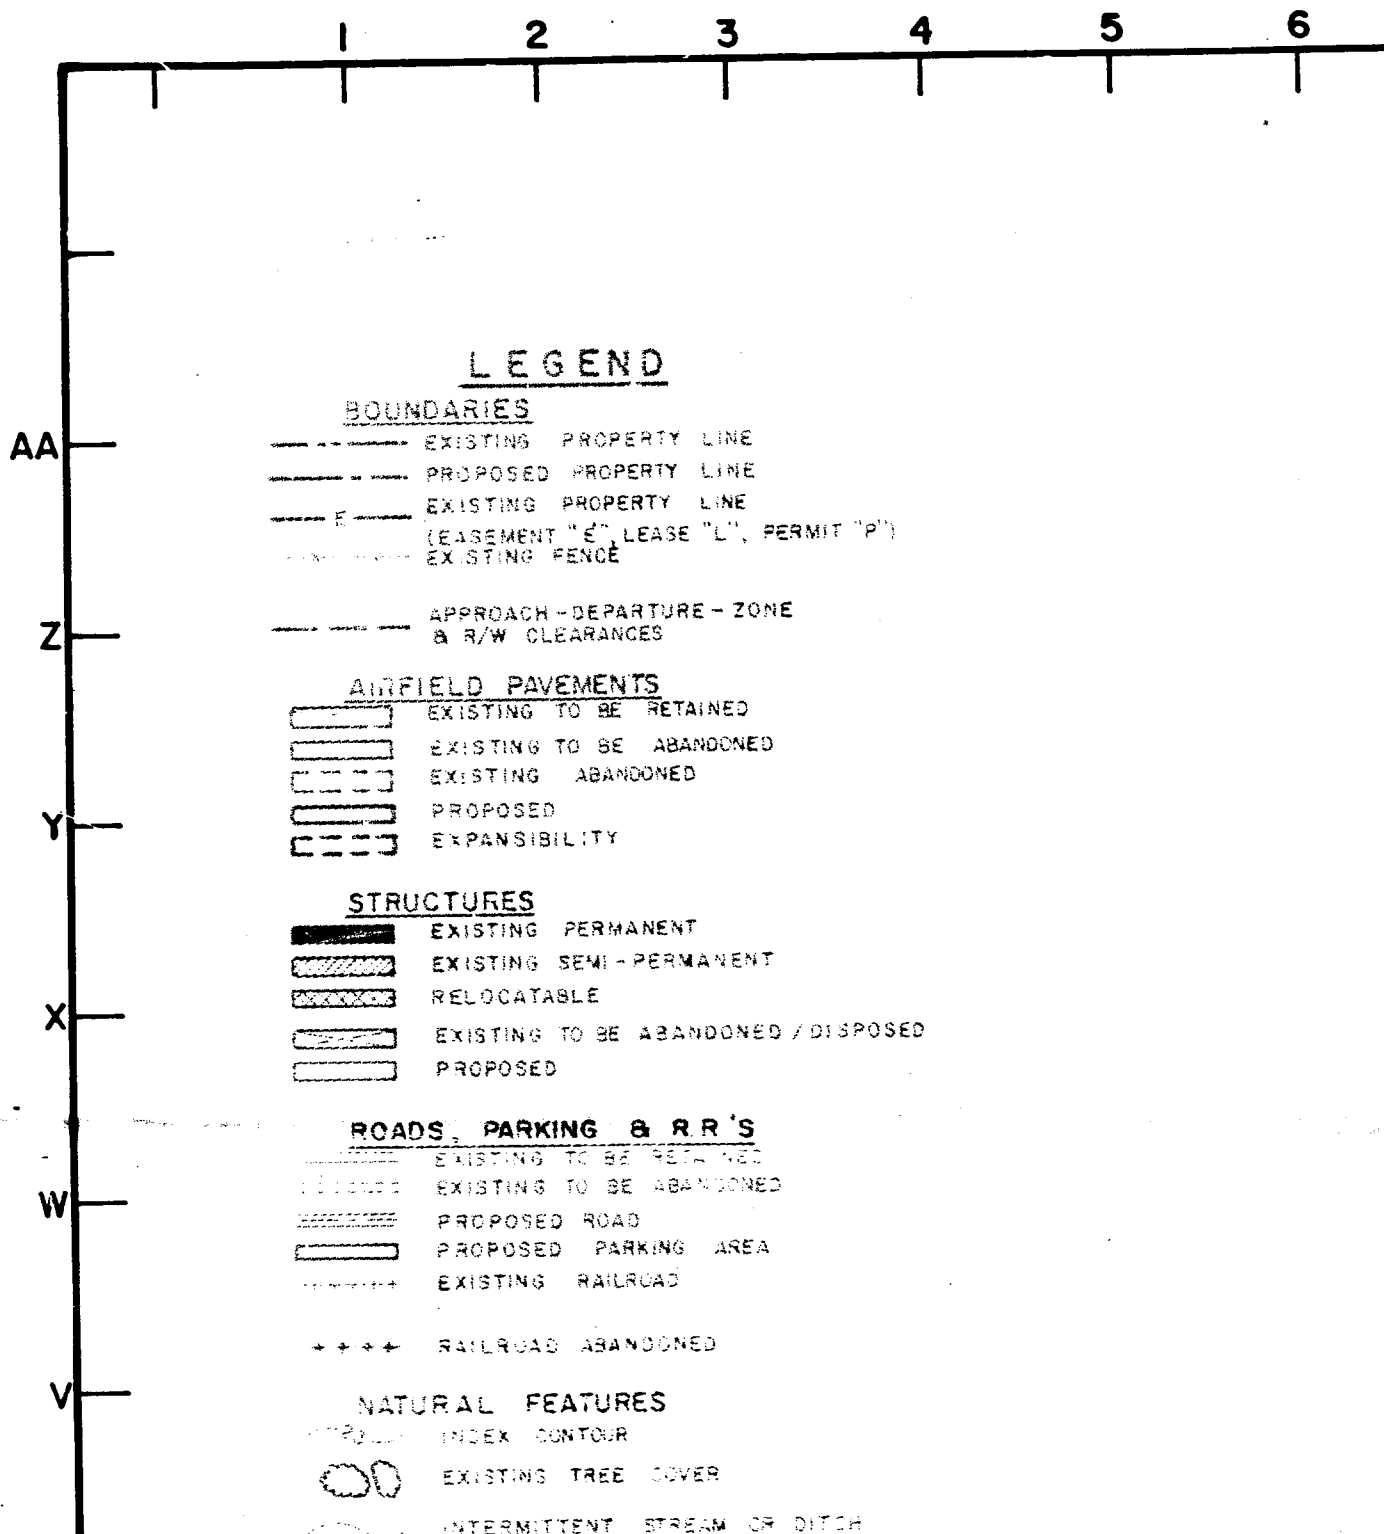 1 2 3 4 5 6
LEGEND
BOUNDARIES
AA
EXISTING PROPERTY LINE
PROPOSED PROPERTY LINE
E
EXISTING PROPERTY LINE
(EASEMENT "E", LEASE "L", PERMIT "P")
EXISTING FENCE
APPROACH-DEPARTURE-ZONE
Z
& R/W CLEARANCES
AIRFIELD PAVEMENTS
EXISTING TO BE RETAINED
EXISTING TO BE ABANDONED
EXISTING ABANDONED
PROPOSED
Y
EXPANSIBILITY
STRUCTURES
EXISTING PERMANENT
EXISTING SEMI-PERMANENT
RELOCATABLE
X
EXISTING TO BE ABANDONED/DISPOSED
PROPOSED
ROADS, PARKING & R.R'S
EXISTING TO BE RETAINED
EXISTING TO BE ABANDONED
W
PROPOSED ROAD
PROPOSED PARKING AREA
EXISTING RAILROAD
RAILROAD ABANDONED
V
NATURAL FEATURES
INDEX CONTOUR
EXISTING TREE COVER
INTERMITTENT STREAM OR DITCH